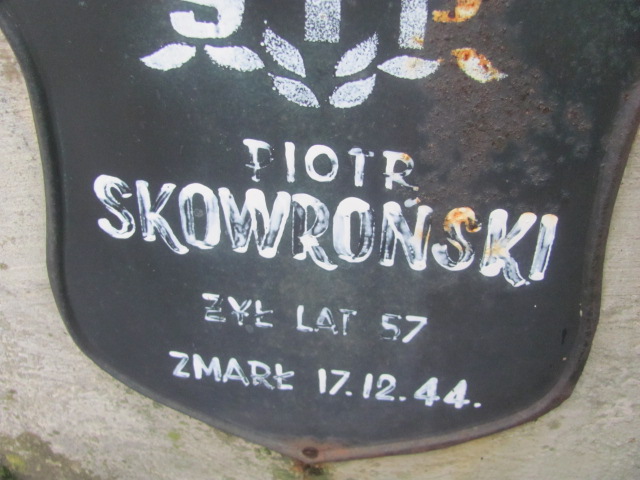 PIOTR
SKOWROŃSKI
ŻYŁ LAT 57
ZMARŁ 17.12.44.